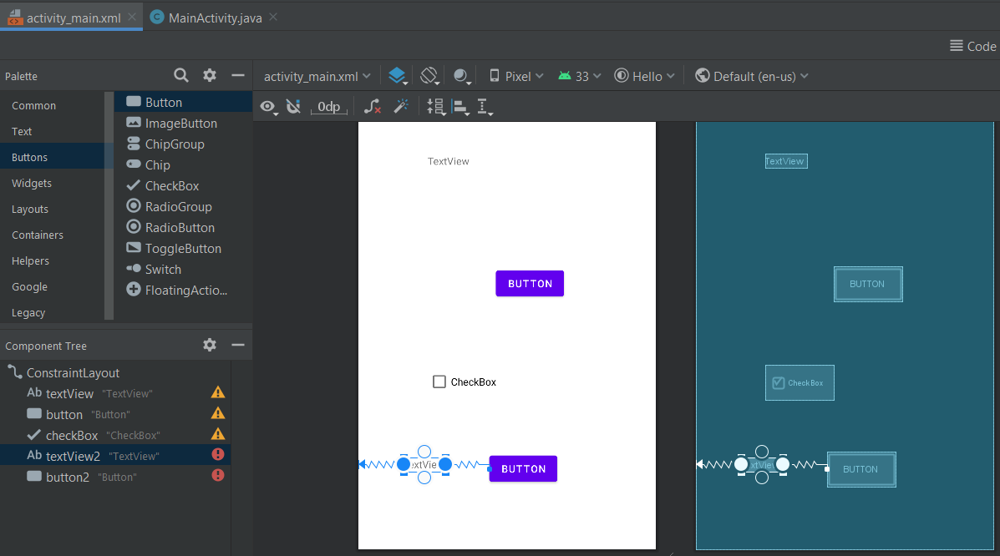 activity_main.xml MainActivity.java
Code
Palette
activity_main.xml Pixel 33 Hello Default (en-us)
0dp
Common
Text
Buttons
Widgets
Layouts
Containers
Helpers
Google
Legacy
Button
ImageButton
ChipGroup
Chip
CheckBox
RadioGroup
RadioButton
ToggleButton
Switch
FloatingActio...
Component Tree
ConstraintLayout
Ab textView "TextView"
button "Button"
checkBox "CheckBox"
Ab textView2 "TextView"
button2 "Button"
TextView
BUTTON
CheckBox
extVie
BUTTON
TextView
BUTTON
CheckBox
extView
BUTTON